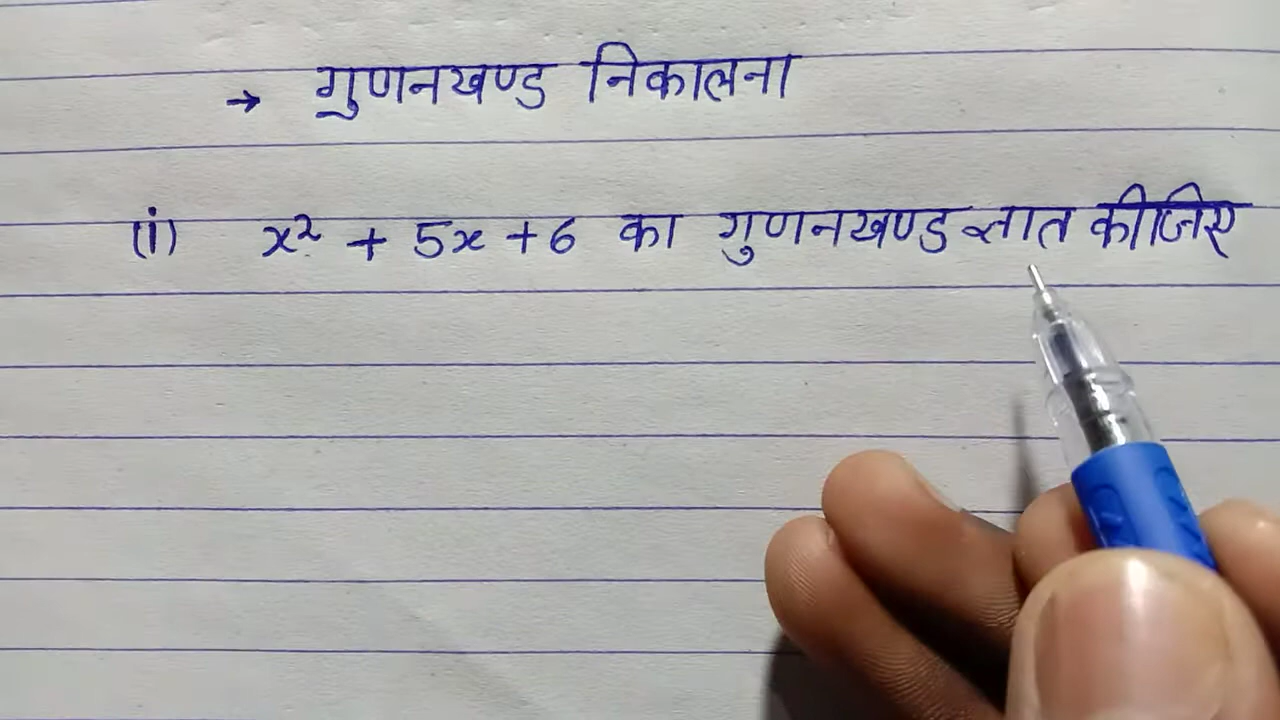 → गुणनखण्ड निकालना
(i) x² + 5x + 6 का गुणनखण्ड ज्ञात कीजिए